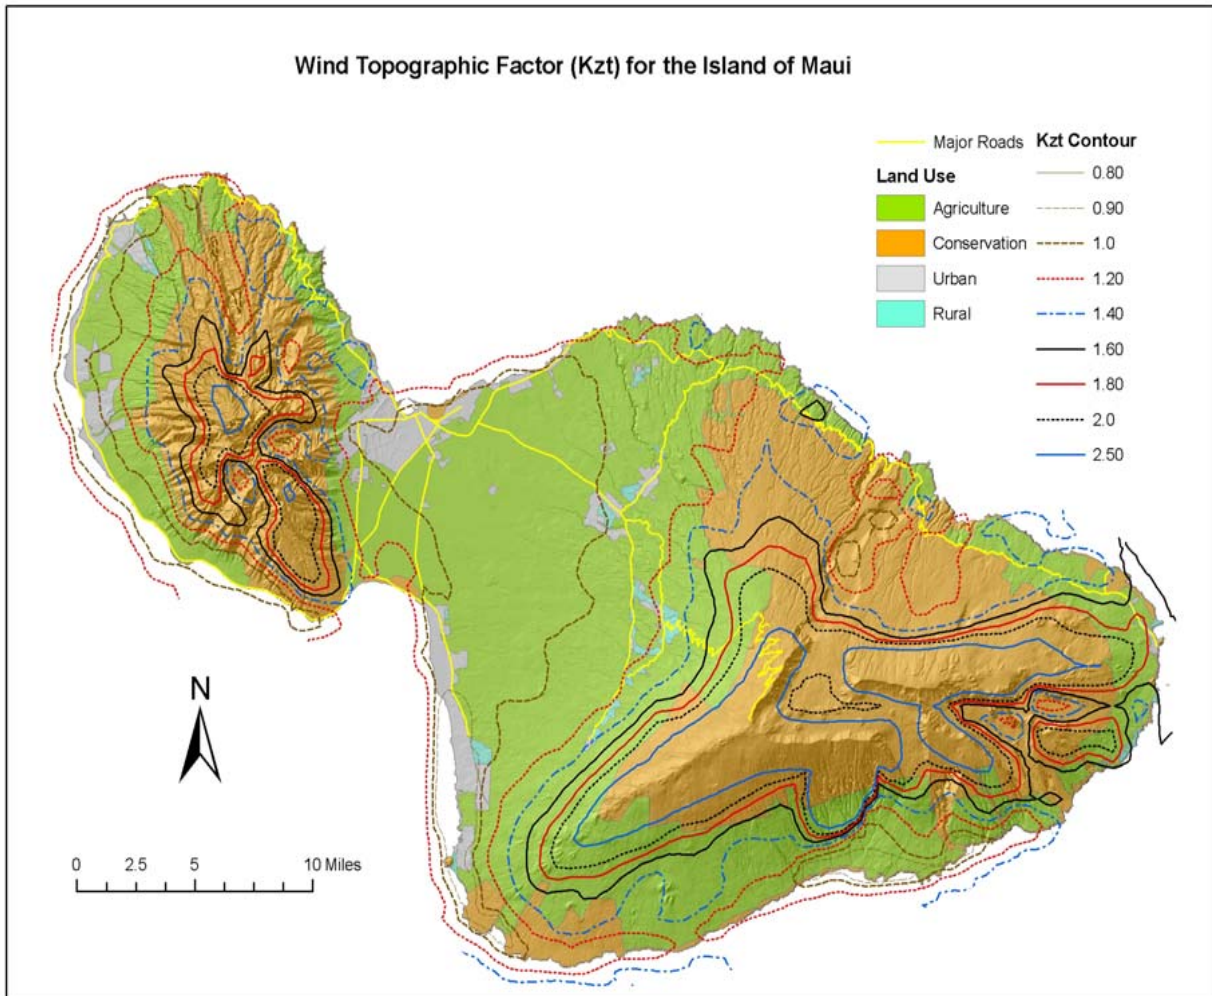 Wind Topographic Factor (Kzt) for the Island of Maui
Major Roads
Land Use
Agriculture
Conservation
Urban
Rural
Kzt Contour
0.80
0.90
1.0
1.20
1.40
1.60
1.80
2.0
2.50
N
0 2.5 5 10 Miles